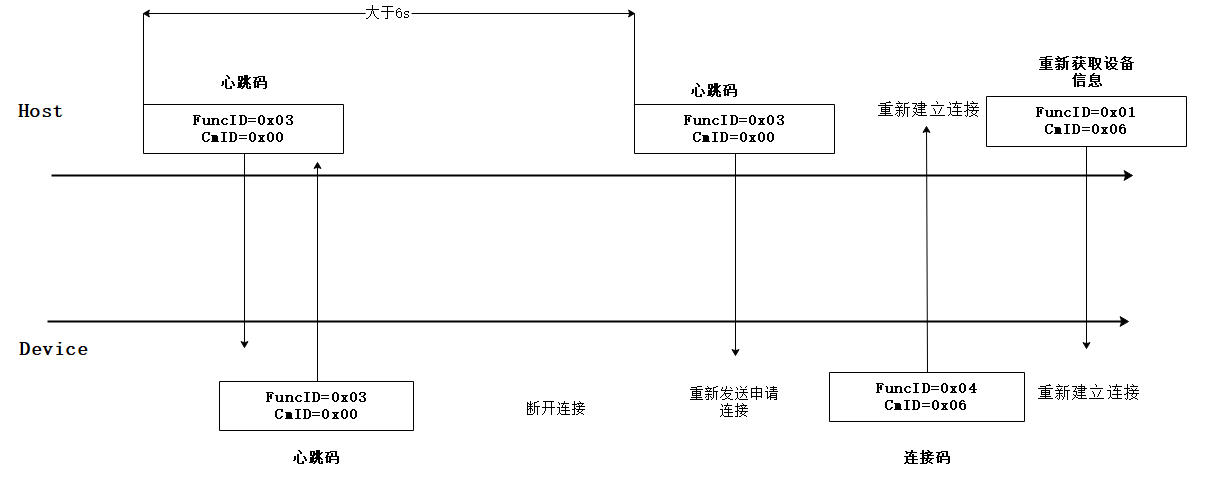 大于6s
心跳码
心跳码
重新获取设备
信息
Host
FuncID=0x03
CmID=0x00
FuncID=0x03
CmID=0x00
重新建立连接
FuncID=0x01
CmID=0x06
Device
FuncID=0x03
CmID=0x00
断开连接
重新发送申请
连接
FuncID=0x04
CmID=0x06
重新建立连接
心跳码
连接码